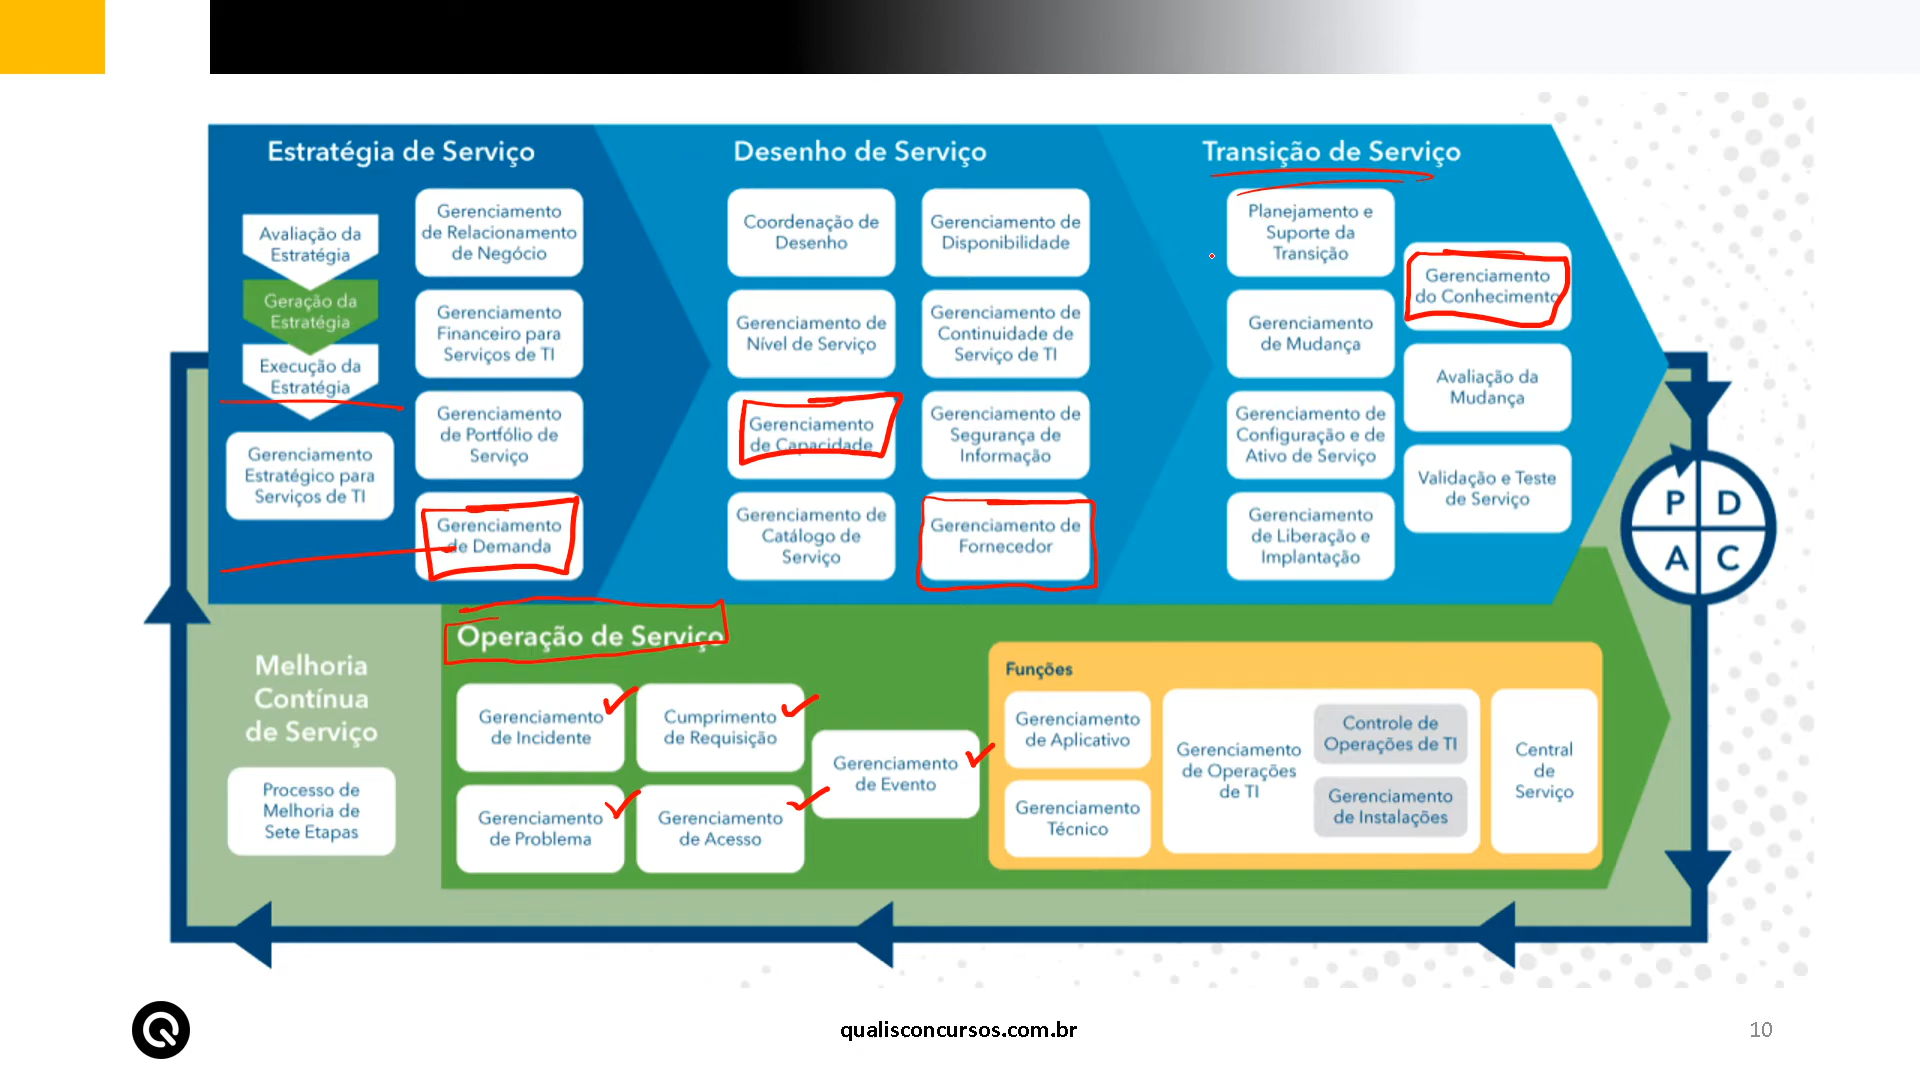 Estratégia de Serviço
Avaliação da
Estratégia
Geração da
Estratégia
Execução da
Estratégia
Gerenciamento
Estratégico para
Serviços de TI
Gerenciamento
de Relacionamento
de Negócio
Gerenciamento
Financeiro para
Serviços de TI
Gerenciamento
de Portfólio de
Serviço
Gerenciamento
de Demanda
Desenho de Serviço
Coordenação de
Desenho
Gerenciamento de
Nível de Serviço
Gerenciamento
de Capacidade
Gerenciamento de
Catálogo de
Serviço
Gerenciamento de
Disponibilidade
Gerenciamento de
Continuidade de
Serviço de TI
Gerenciamento de
Segurança de
Informação
Gerenciamento de
Fornecedor
Transição de Serviço
Planejamento e
Suporte da
Transição
Gerenciamento
de Mudança
Gerenciamento de
Configuração e de
Ativo de Serviço
Gerenciamento
de Liberação e
Implantação
Gerenciamento
do Conhecimento
Avaliação da
Mudança
Validação e Teste
de Serviço
P D
A C
Melhoria
Contínua
de Serviço
Processo de
Melhoria de
Sete Etapas
Operação de Serviço
Gerenciamento
de Incidente
Cumprimento
de Requisição
Gerenciamento
de Problema
Gerenciamento
de Acesso
Gerenciamento
de Evento
Funções
Gerenciamento
de Aplicativo
Gerenciamento
Técnico
Gerenciamento
de Operações
de TI
Controle de
Operações de TI
Gerenciamento
de Instalações
Central
de
Serviço
qualisconcursos.com.br
10